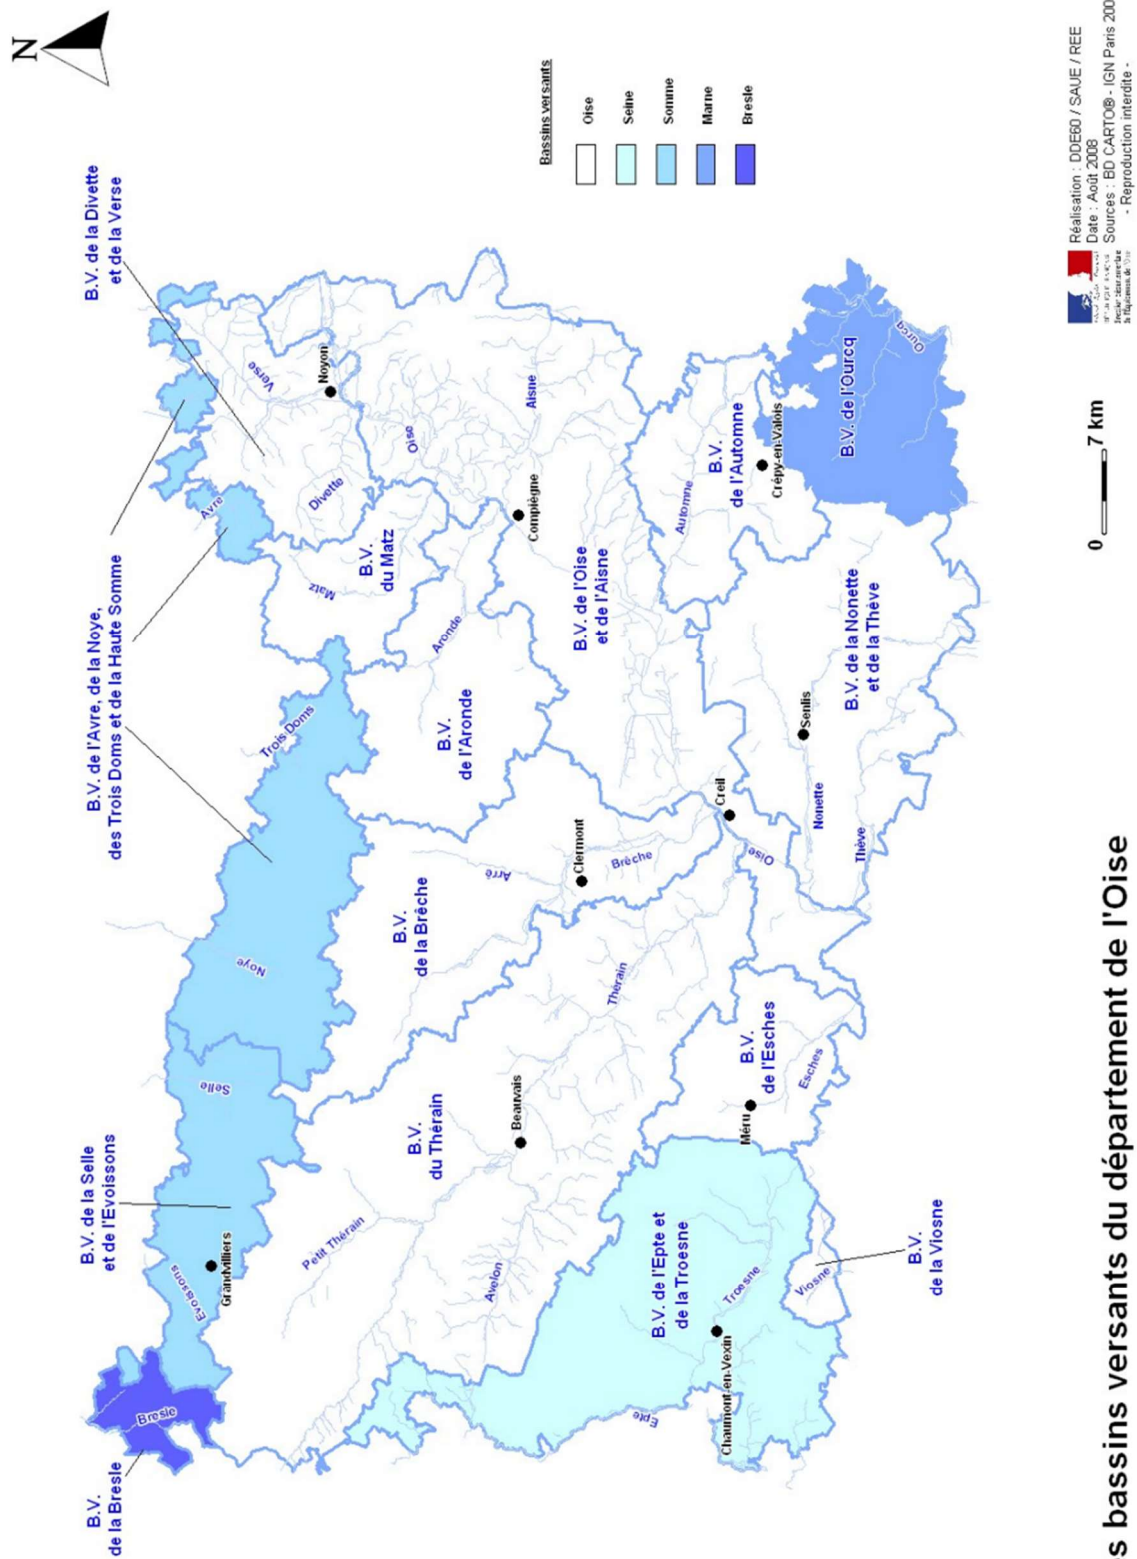 N
B.V. de la Divette
et de la Verse
B.V. de l'Avre, de la Noye,
des Trois Doms et de la Haute Somme
B.V. de la Selle
et de l'Evoissons
B.V.
de la Bresle
Bresle
Evoissons
Grandvilliers
Selle
Noye
Trois Doms
Avre
Verse
Noyon
Divette
Oise
Matz
B.V.
du Matz
Aisne
Compiègne
Aronde
B.V.
de l'Aronde
B.V. de l'Oise
et de l'Aisne
Arré
B.V.
de la Brêche
Clermont
Brêche
Petit Thérain
B.V.
du Thérain
Beauvais
Thérain
Avelon
Automne
B.V.
de l'Automne
Crépy-en-Valois
B.V. de l'Ourcq
Ourcq
Creil
Oise
Senlis
Nonette
B.V. de la Nonette
et de la Thève
Thève
B.V.
de l'Esches
Méru
Esches
B.V. de l'Epte et
de la Troesne
Troesne
Chaumont-en-Vexin
Epte
Viosne
B.V.
de la Viosne
Bassins versants
Oise
Seine
Somme
Marne
Bresle
0
7 km
Réalisation : DDE60 / SAUE / REE
Date : Août 2008
Sources : BD CARTO® - IGN Paris 200
- Reproduction interdite -
s bassins versants du département de l'Oise